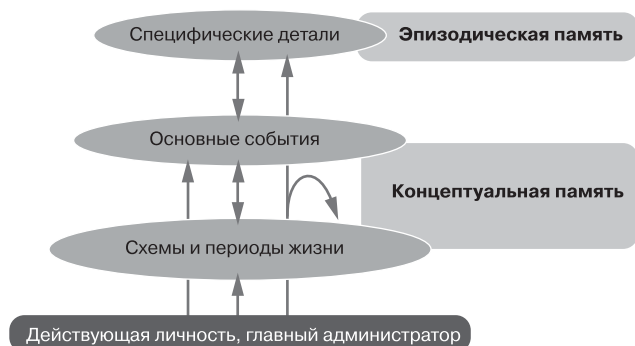 Специфические детали
Эпизодическая память
Основные события
Концептуальная память
Схемы и периоды жизни
Действующая личность, главный администратор